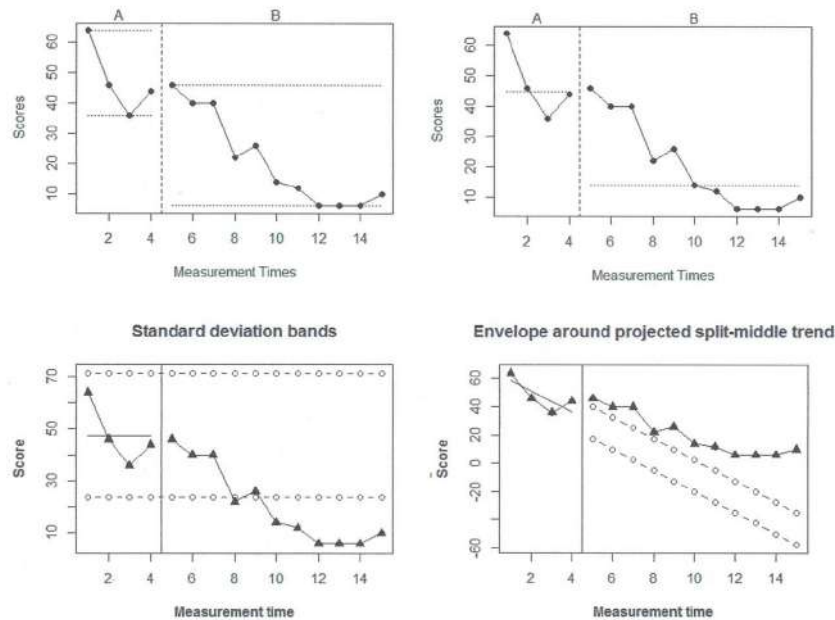 A B
60
50
40
30
20
10
Scores
2 4 6 8 10 12 14
Measurement Times
A B
60
50
40
30
20
10
Scores
2 4 6 8 10 12 14
Measurement Times
Standard deviation bands
70
50
30
10
Score
2 4 6 8 10 12 14
Measurement time
Envelope around projected split-middle trend
60
40
20
0
-20
-60
Score
2 4 6 8 10 12 14
Measurement time